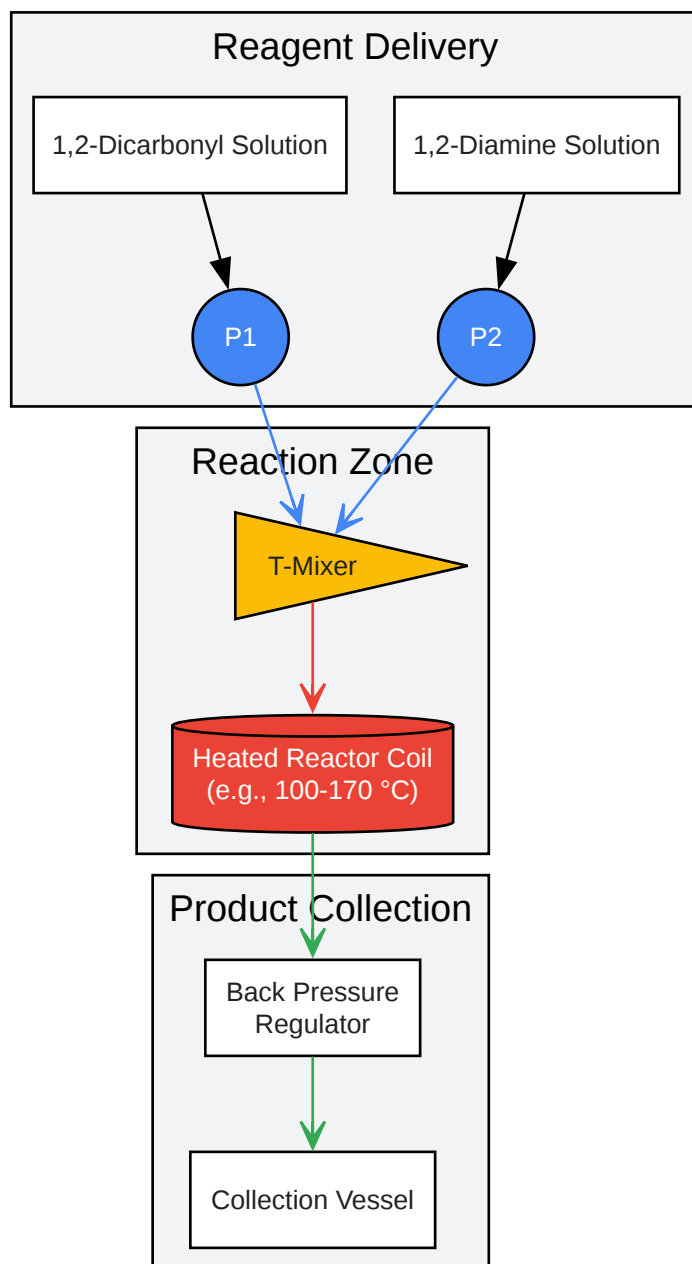 Reagent Delivery
1,2-Dicarbonyl Solution
1,2-Diamine Solution
P1
P2
Reaction Zone
T-Mixer
Heated Reactor Coil
(e.g., 100-170 °C)
Product Collection
Back Pressure
Regulator
Collection Vessel